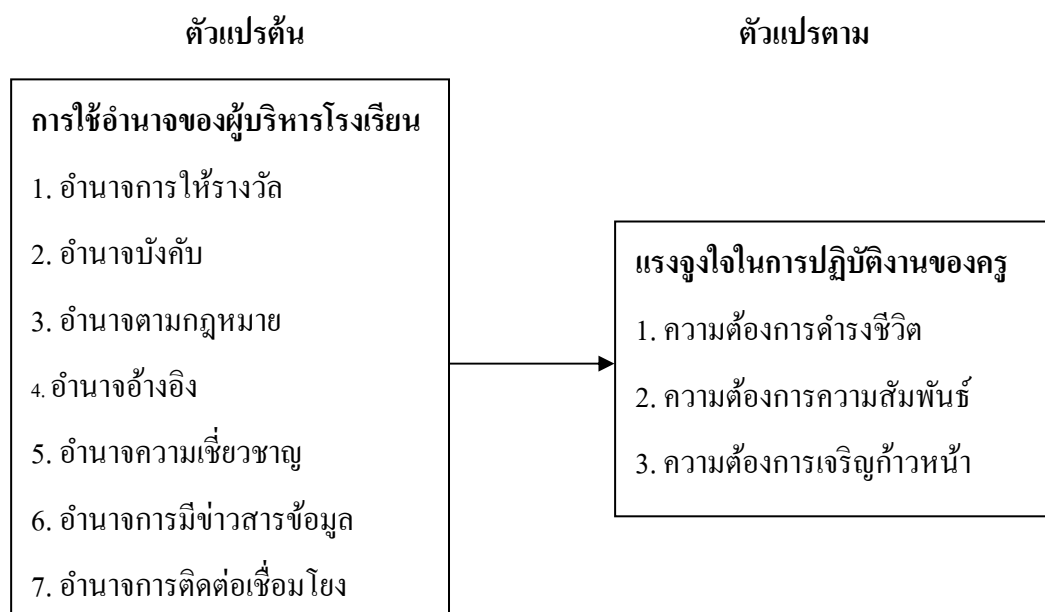 ตัวแปรต้น
ตัวแปรตาม
การใช้อำนาจของผู้บริหารโรงเรียน
1. อำนาจการให้รางวัล
2. อำนาจบังคับ
3. อำนาจตามกฎหมาย
4. อำนาจอ้างอิง
5. อำนาจความเชี่ยวชาญ
6. อำนาจการมีข่าวสารข้อมูล
7. อำนาจการติดต่อเชื่อมโยง
แรงจูงใจในการปฏิบัติงานของครู
1. ความต้องการดำรงชีวิต
2. ความต้องการความสัมพันธ์
3. ความต้องการเจริญก้าวหน้า